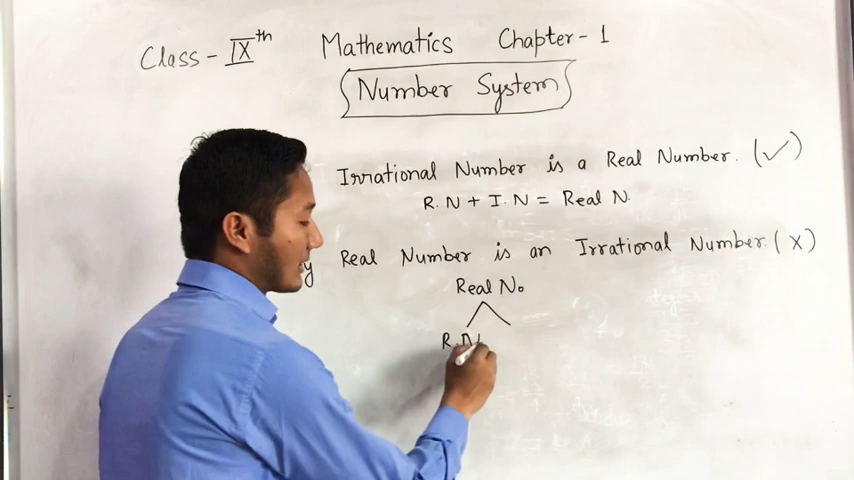 Class - IXth Mathematics Chapter - 1
Number System
Irrational Number is a Real Number. (✓)
R.N + I.N = Real N.
Real Number is an Irrational Number. (X)
Real No
R.N